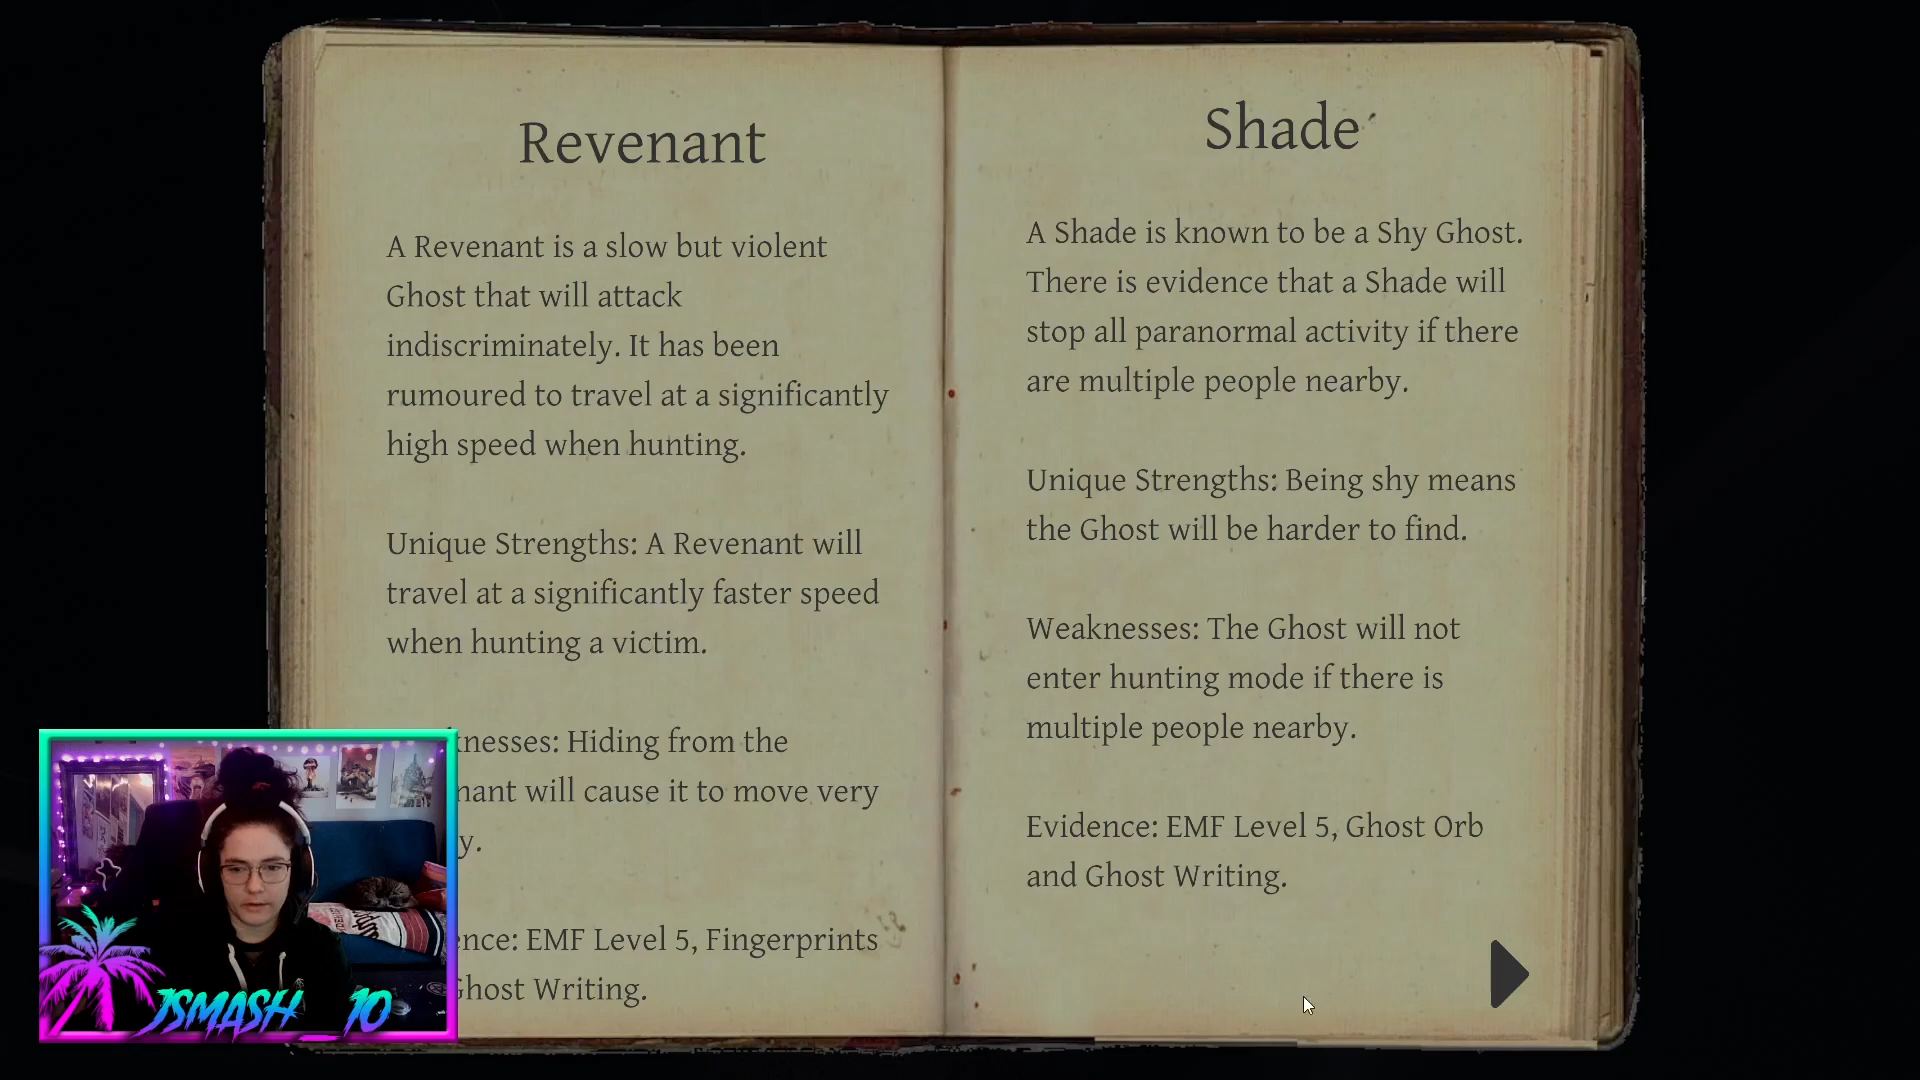 Revenant
A Revenant is a slow but violent
Ghost that will attack
indiscriminately. It has been
rumoured to travel at a significantly
high speed when hunting.
Unique Strengths: A Revenant will
travel at a significantly faster speed
when hunting a victim.
knesses: Hiding from the
nant will cause it to move very
y.
ence: EMF Level 5, Fingerprints
Ghost Writing.
Shade
A Shade is known to be a Shy Ghost.
There is evidence that a Shade will
stop all paranormal activity if there
are multiple people nearby.
Unique Strengths: Being shy means
the Ghost will be harder to find.
Weaknesses: The Ghost will not
enter hunting mode if there is
multiple people nearby.
Evidence: EMF Level 5, Ghost Orb
and Ghost Writing.
JSMASH_10